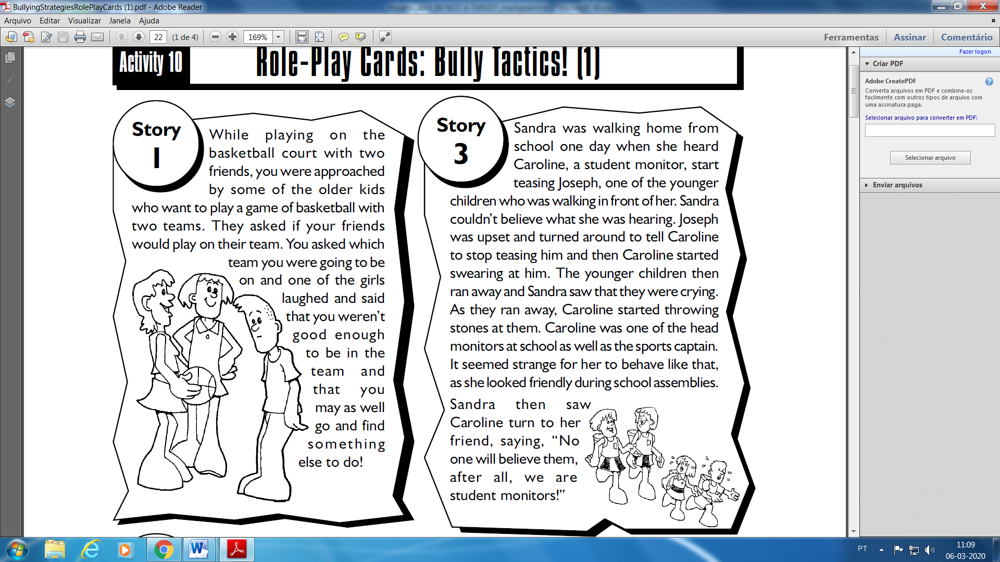 BullyingStrategiesRolePlayCards (1).pdf - Adobe Reader
Arquivo Editar Visualizar Janela Ajuda
22 (1 de 4) 169% Ferramentas Assinar Comentário
Activity 10 Role-Play Cards: Bully Tactics! (1)
Story
1
While playing on the
basketball court with two
friends, you were approached
by some of the older kids
who want to play a game of basketball with
two teams. They asked if your friends
would play on their team. You asked which
team you were going to be
on and one of the girls
laughed and said
that you weren't
good enough
to be in the
team and
that you
may as well
go and find
something
else to do!
Story
3
Sandra was walking home from
school one day when she heard
Caroline, a student monitor, start
teasing Joseph, one of the younger
children who was walking in front of her. Sandra
couldn't believe what she was hearing. Joseph
was upset and turned around to tell Caroline
to stop teasing him and then Caroline started
swearing at him. The younger children then
ran away and Sandra saw that they were crying.
As they ran away, Caroline started throwing
stones at them. Caroline was one of the head
monitors at school as well as the sports captain.
It seemed strange for her to behave like that,
as she looked friendly during school assemblies.
Sandra then saw
Caroline turn to her
friend, saying, “No
one will believe them,
after all, we are
student monitors!”
Fazer logon
Criar PDF
Adobe CreatePDF
Converta arquivos em PDF e combine-os
facilmente com outros tipos de arquivo com
uma assinatura paga.
Selecionar arquivo para converter em PDF:
Selecionar arquivo
Enviar arquivos
PT
11:09
06-03-2020